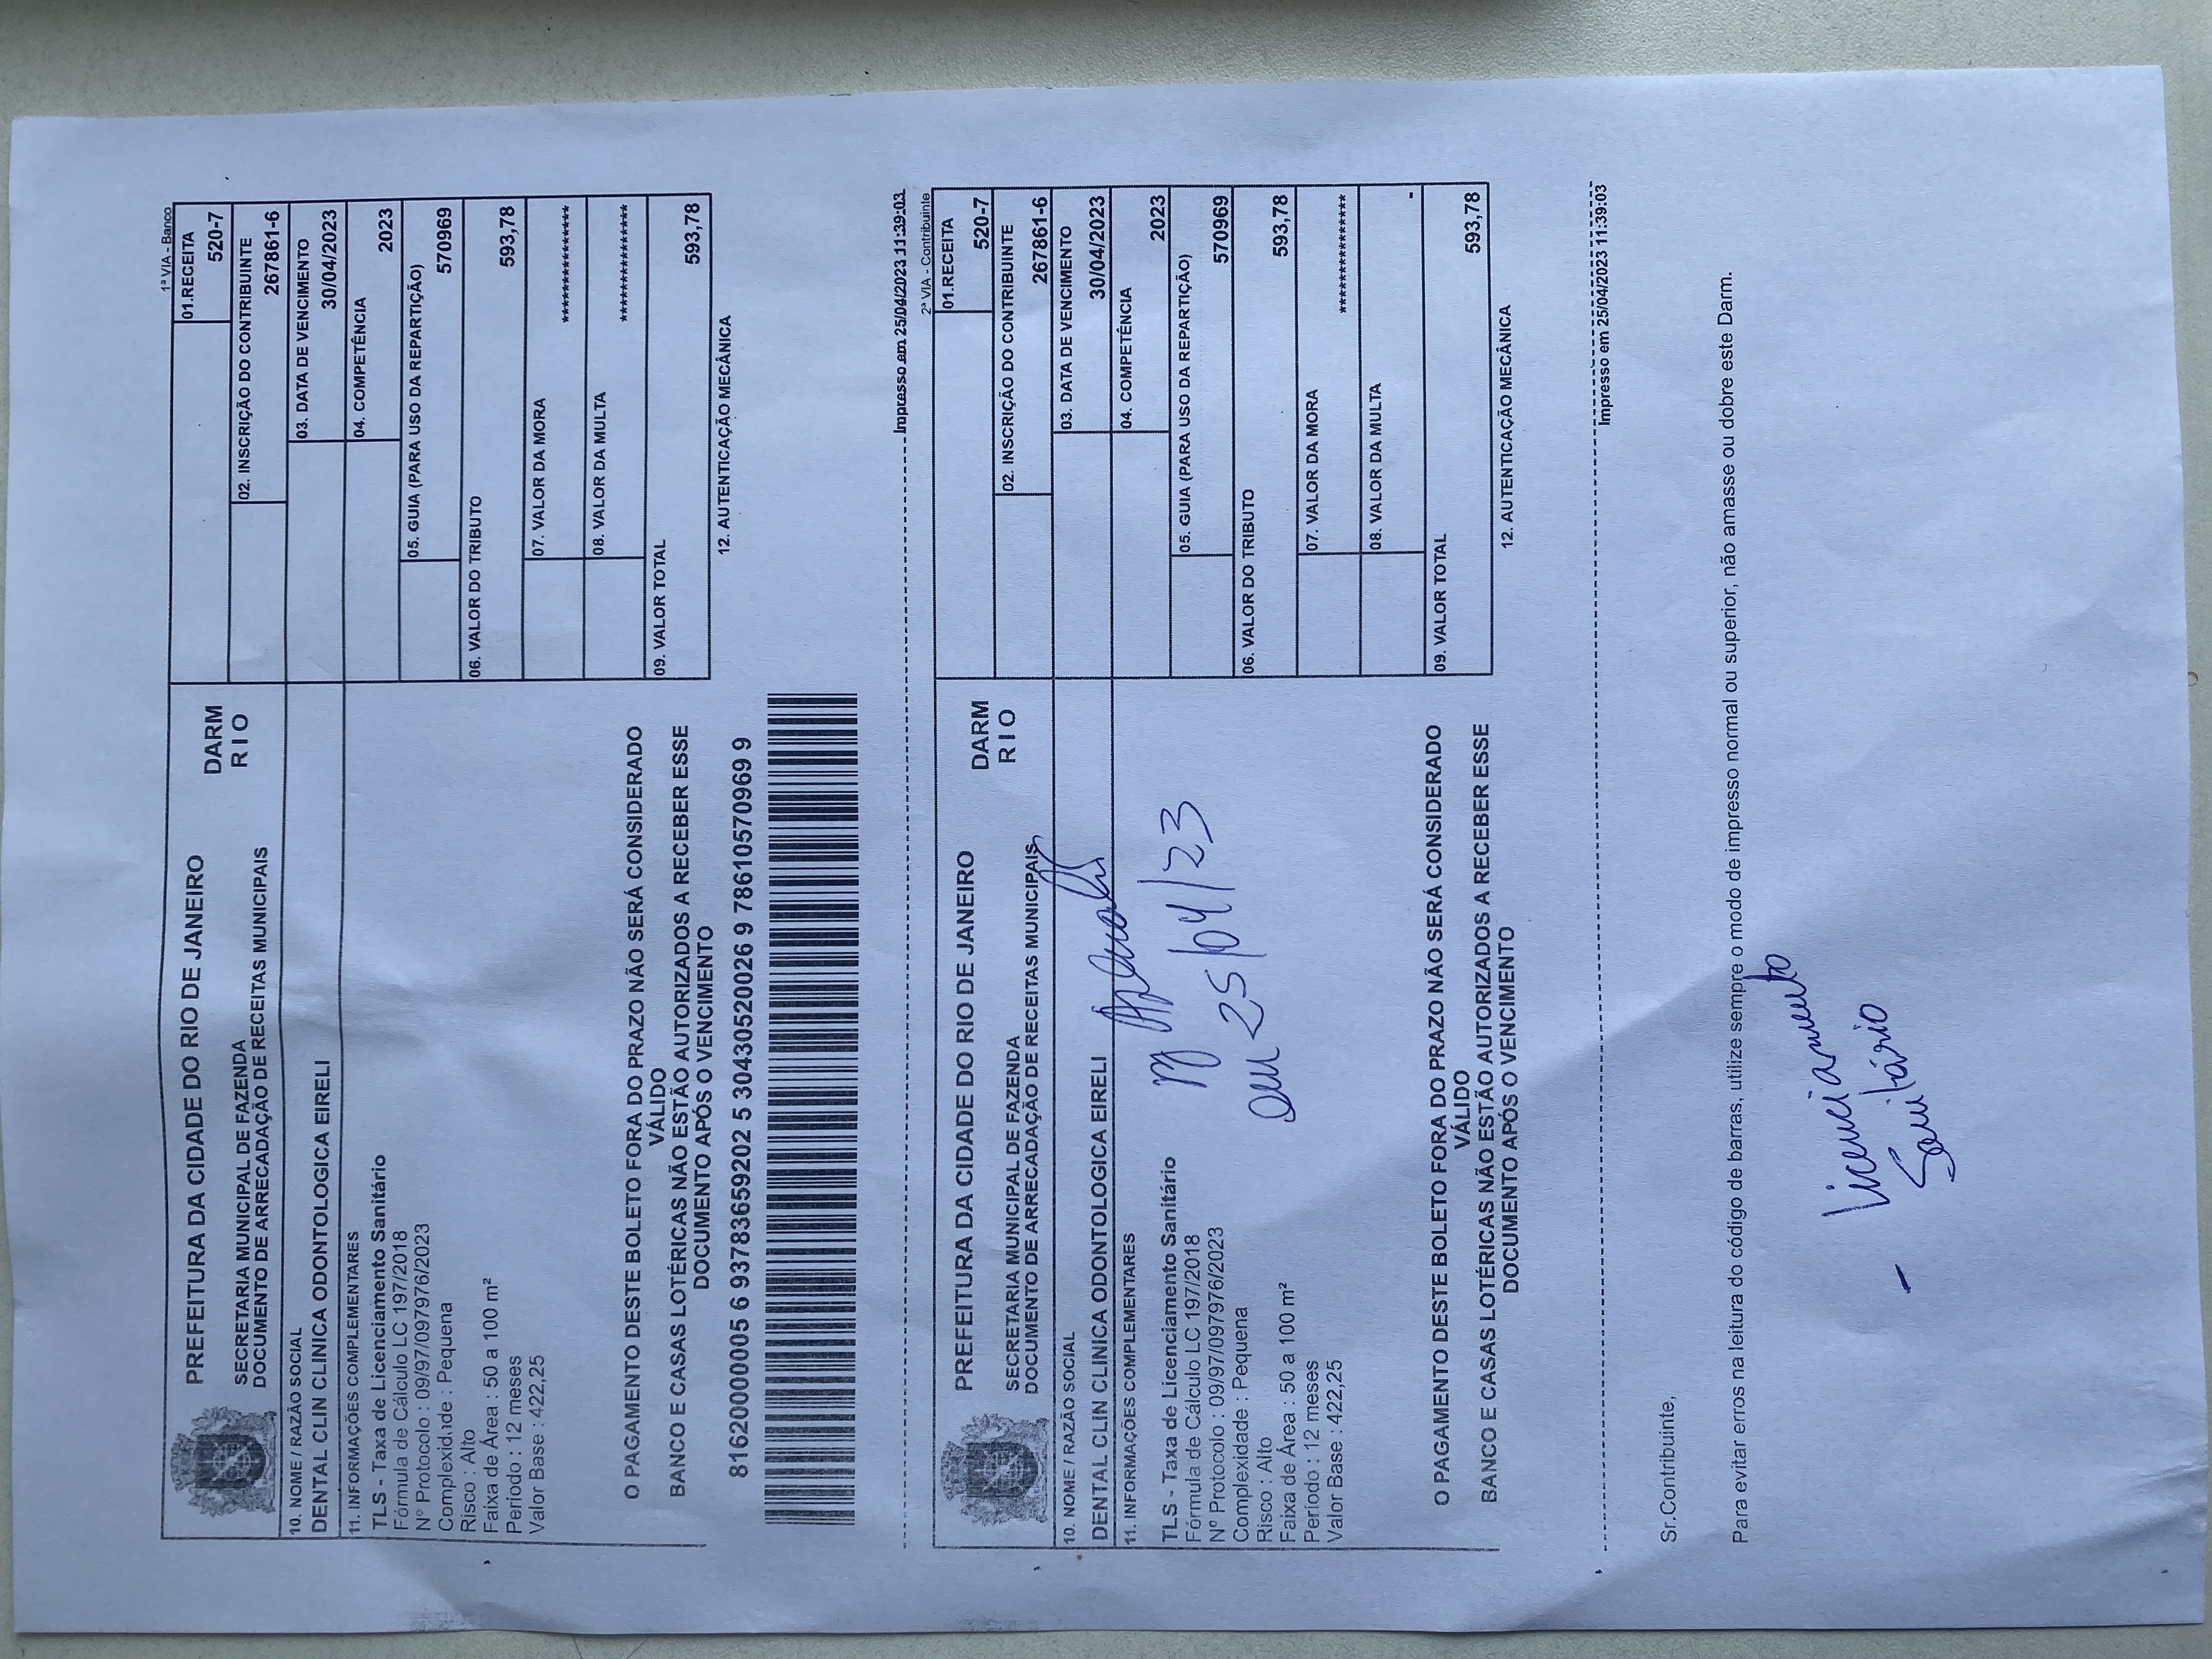 1ª VIA - Banco
PREFEITURA DA CIDADE DO RIO DE JANEIRO
SECRETARIA MUNICIPAL DE FAZENDA
DOCUMENTO DE ARRECADAÇÃO DE RECEITAS MUNICIPAIS
DARM
R I O
01.RECEITA
520-7
02. INSCRIÇÃO DO CONTRIBUINTE
267861-6
10. NOME / RAZÃO SOCIAL
DENTAL CLIN CLINICA ODONTOLOGICA EIRELI
03. DATA DE VENCIMENTO
30/04/2023
11. INFORMAÇÕES COMPLEMENTARES
TLS - Taxa de Licenciamento Sanitário
Fórmula de Cálculo LC 197/2018
Nº Protocolo : 09/97/097976/2023
Complexidade : Pequena
Risco : Alto
Faixa de Área : 50 a 100 m²
Período : 12 meses
Valor Base : 422,25
04. COMPETÊNCIA
2023
05. GUIA (PARA USO DA REPARTIÇÃO)
570969
06. VALOR DO TRIBUTO
593,78
07. VALOR DA MORA
**************
08. VALOR DA MULTA
**************
09. VALOR TOTAL
593,78
O PAGAMENTO DESTE BOLETO FORA DO PRAZO NÃO SERÁ CONSIDERADO
VÁLIDO
BANCO E CASAS LOTÉRICAS NÃO ESTÃO AUTORIZADOS A RECEBER ESSE
DOCUMENTO APÓS O VENCIMENTO
12. AUTENTICAÇÃO MECÂNICA
81620000005 6 93783659202 5 30430520026 9 78610570969 9
Impresso em 25/04/2023 11:39:03
2ª VIA - Contribuinte
PREFEITURA DA CIDADE DO RIO DE JANEIRO
SECRETARIA MUNICIPAL DE FAZENDA
DOCUMENTO DE ARRECADAÇÃO DE RECEITAS MUNICIPAIS
DARM
R I O
01.RECEITA
520-7
02. INSCRIÇÃO DO CONTRIBUINTE
267861-6
10. NOME / RAZÃO SOCIAL
DENTAL CLIN CLINICA ODONTOLOGICA EIRELI
03. DATA DE VENCIMENTO
30/04/2023
11. INFORMAÇÕES COMPLEMENTARES
TLS - Taxa de Licenciamento Sanitário
Fórmula de Cálculo LC 197/2018
Nº Protocolo : 09/97/097976/2023
Complexidade : Pequena
Risco : Alto
Faixa de Área : 50 a 100 m²
Período : 12 meses
Valor Base : 422,25
em 25/04/23
04. COMPETÊNCIA
2023
05. GUIA (PARA USO DA REPARTIÇÃO)
570969
06. VALOR DO TRIBUTO
593,78
07. VALOR DA MORA
**************
08. VALOR DA MULTA
-
09. VALOR TOTAL
593,78
O PAGAMENTO DESTE BOLETO FORA DO PRAZO NÃO SERÁ CONSIDERADO
VÁLIDO
BANCO E CASAS LOTÉRICAS NÃO ESTÃO AUTORIZADOS A RECEBER ESSE
DOCUMENTO APÓS O VENCIMENTO
12. AUTENTICAÇÃO MECÂNICA
Impresso em 25/04/2023 11:39:03
Sr.Contribuinte,
Para evitar erros na leitura do código de barras, utilize sempre o modo de impresso normal ou superior, não amasse ou dobre este Darm.
- Licenciamento
Sanitário